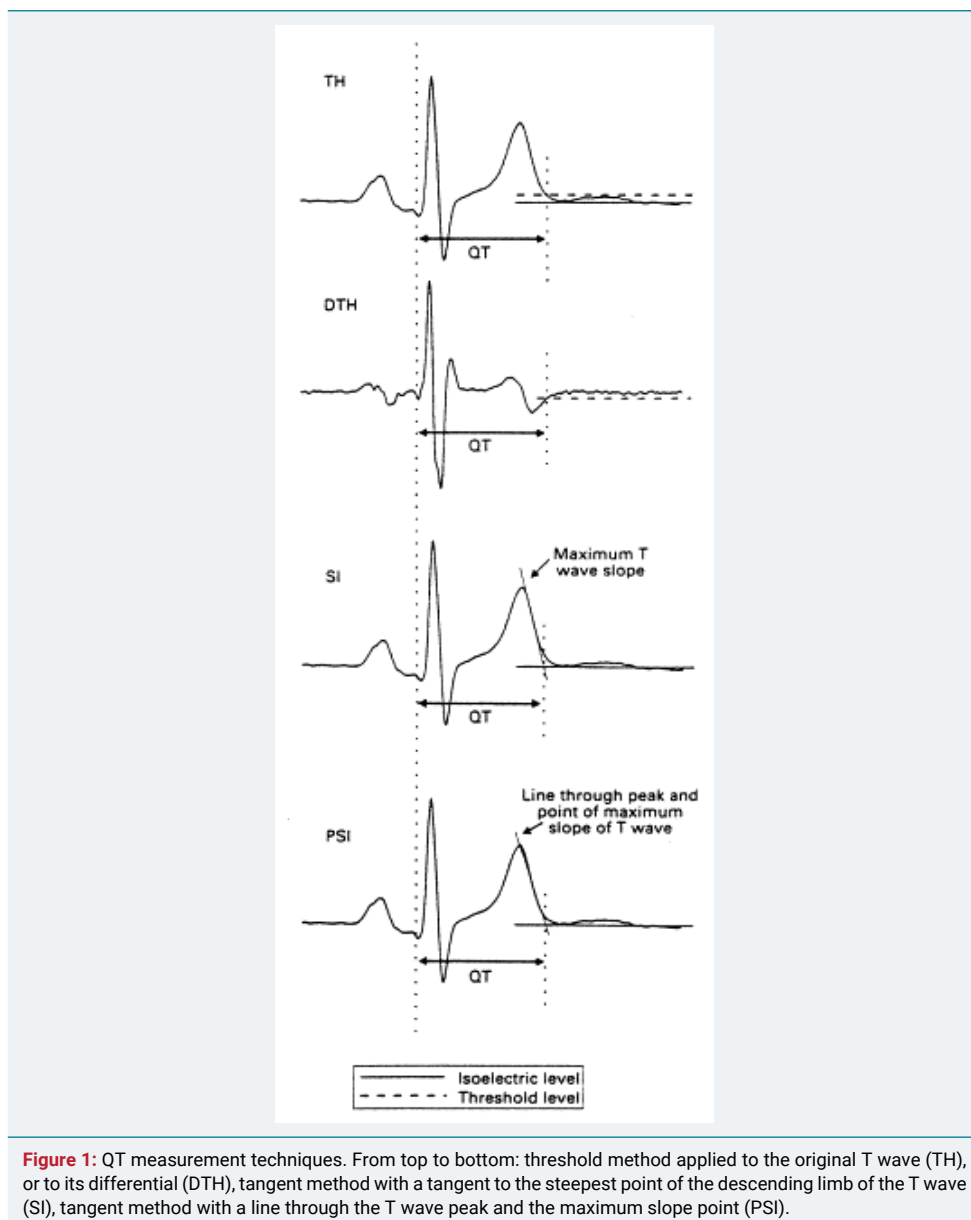 TH
QT
DTH
QT
Maximum T
wave slope
SI
QT
Line through peak and
point of maximum
slope of T wave
PSI
QT
Isoelectric level
Threshold level
Figure 1: QT measurement techniques. From top to bottom: threshold method applied to the original T wave (TH),
or to its differential (DTH), tangent method with a tangent to the steepest point of the descending limb of the T wave
(SI), tangent method with a line through the T wave peak and the maximum slope point (PSI).